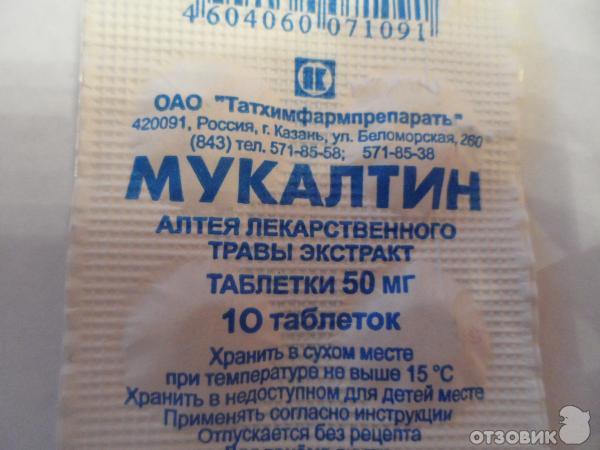 4604060 071091
ОАО "Татхимфармпрепараты"
420091, Россия, г. Казань, ул. Беломорская, 260
(843) тел. 571-85-58; 571-85-38
МУКАЛТИН
АЛТЕЯ ЛЕКАРСТВЕННОГО
ТРАВЫ ЭКСТРАКТ
ТАБЛЕТКИ 50 МГ
10 таблеток
Хранить в сухом месте
при температуре не выше 15 °С
Хранить в недоступном для детей месте
Применять согласно инструкции
Отпускается без рецепта
ОТЗОВИК